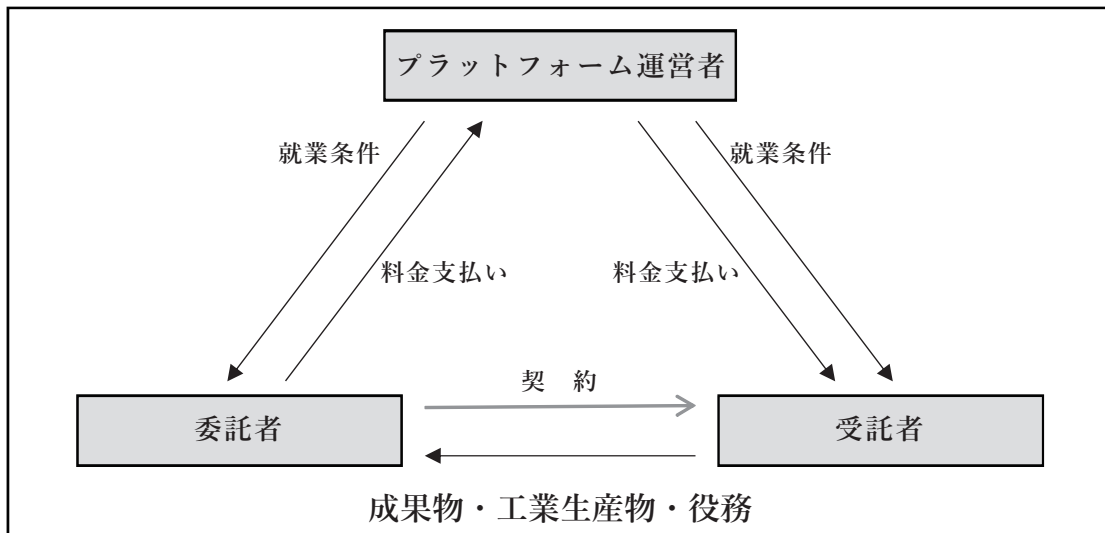 プラットフォーム運営者
就業条件
就業条件
料金支払い
料金支払い
契　約
委託者
受託者
成果物・工業生産物・役務